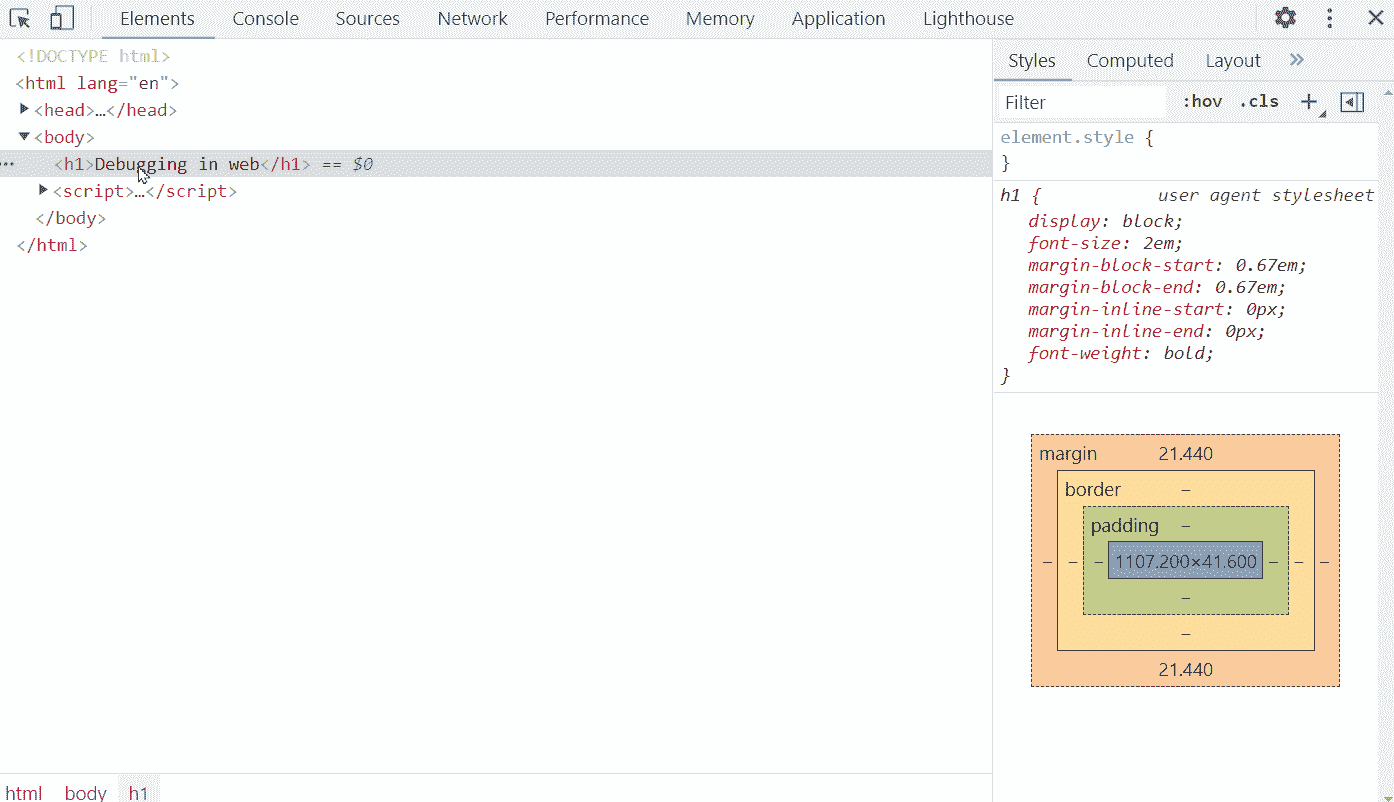 Elements Console Sources Network Performance Memory Application Lighthouse
<!DOCTYPE html>
<html lang="en">
<head>…</head>
<body>
… <h1>Debugging in web</h1> == $0
<script>…</script>
</body>
</html>
html body h1
Styles Computed Layout »
Filter :hov .cls +
element.style {
}
h1 { user agent stylesheet
display: block;
font-size: 2em;
margin-block-start: 0.67em;
margin-block-end: 0.67em;
margin-inline-start: 0px;
margin-inline-end: 0px;
font-weight: bold;
}
margin 21.440
border –
padding –
– – – 1107.200×41.600 – – –
–
–
21.440